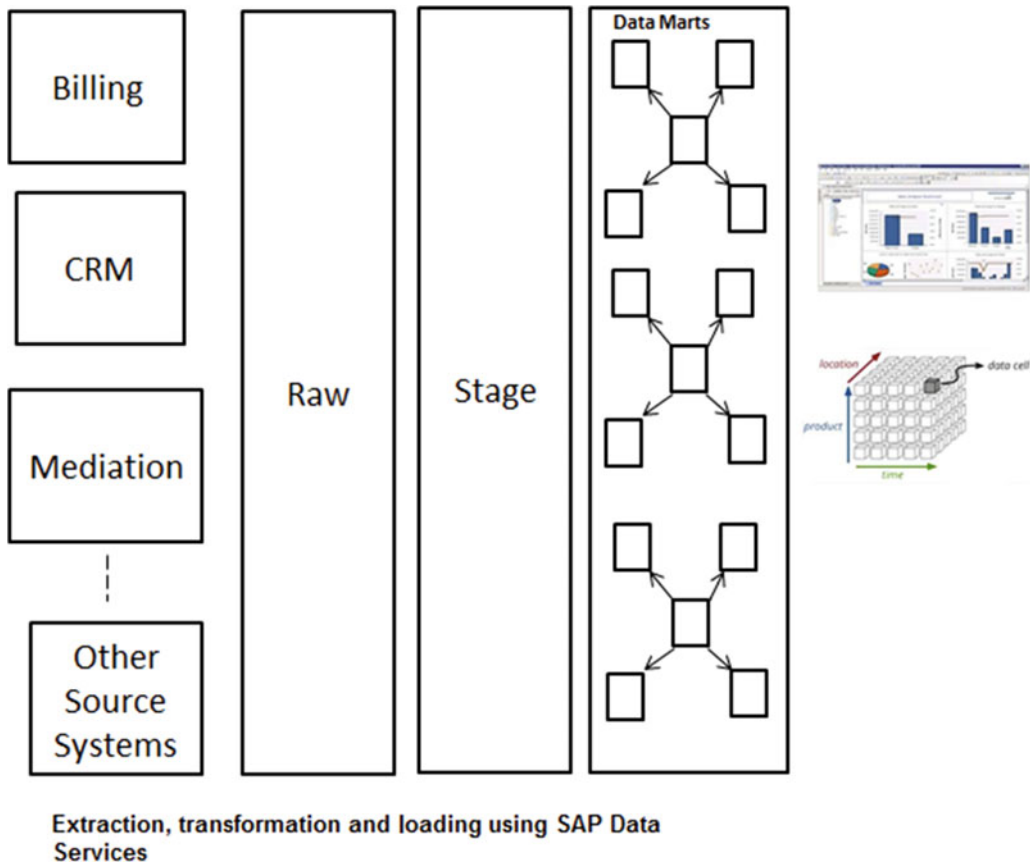 Billing
CRM
Mediation
Other
Source
Systems
Raw
Stage
Data Marts
location
data cell
product
time
Extraction, transformation and loading using SAP Data
Services